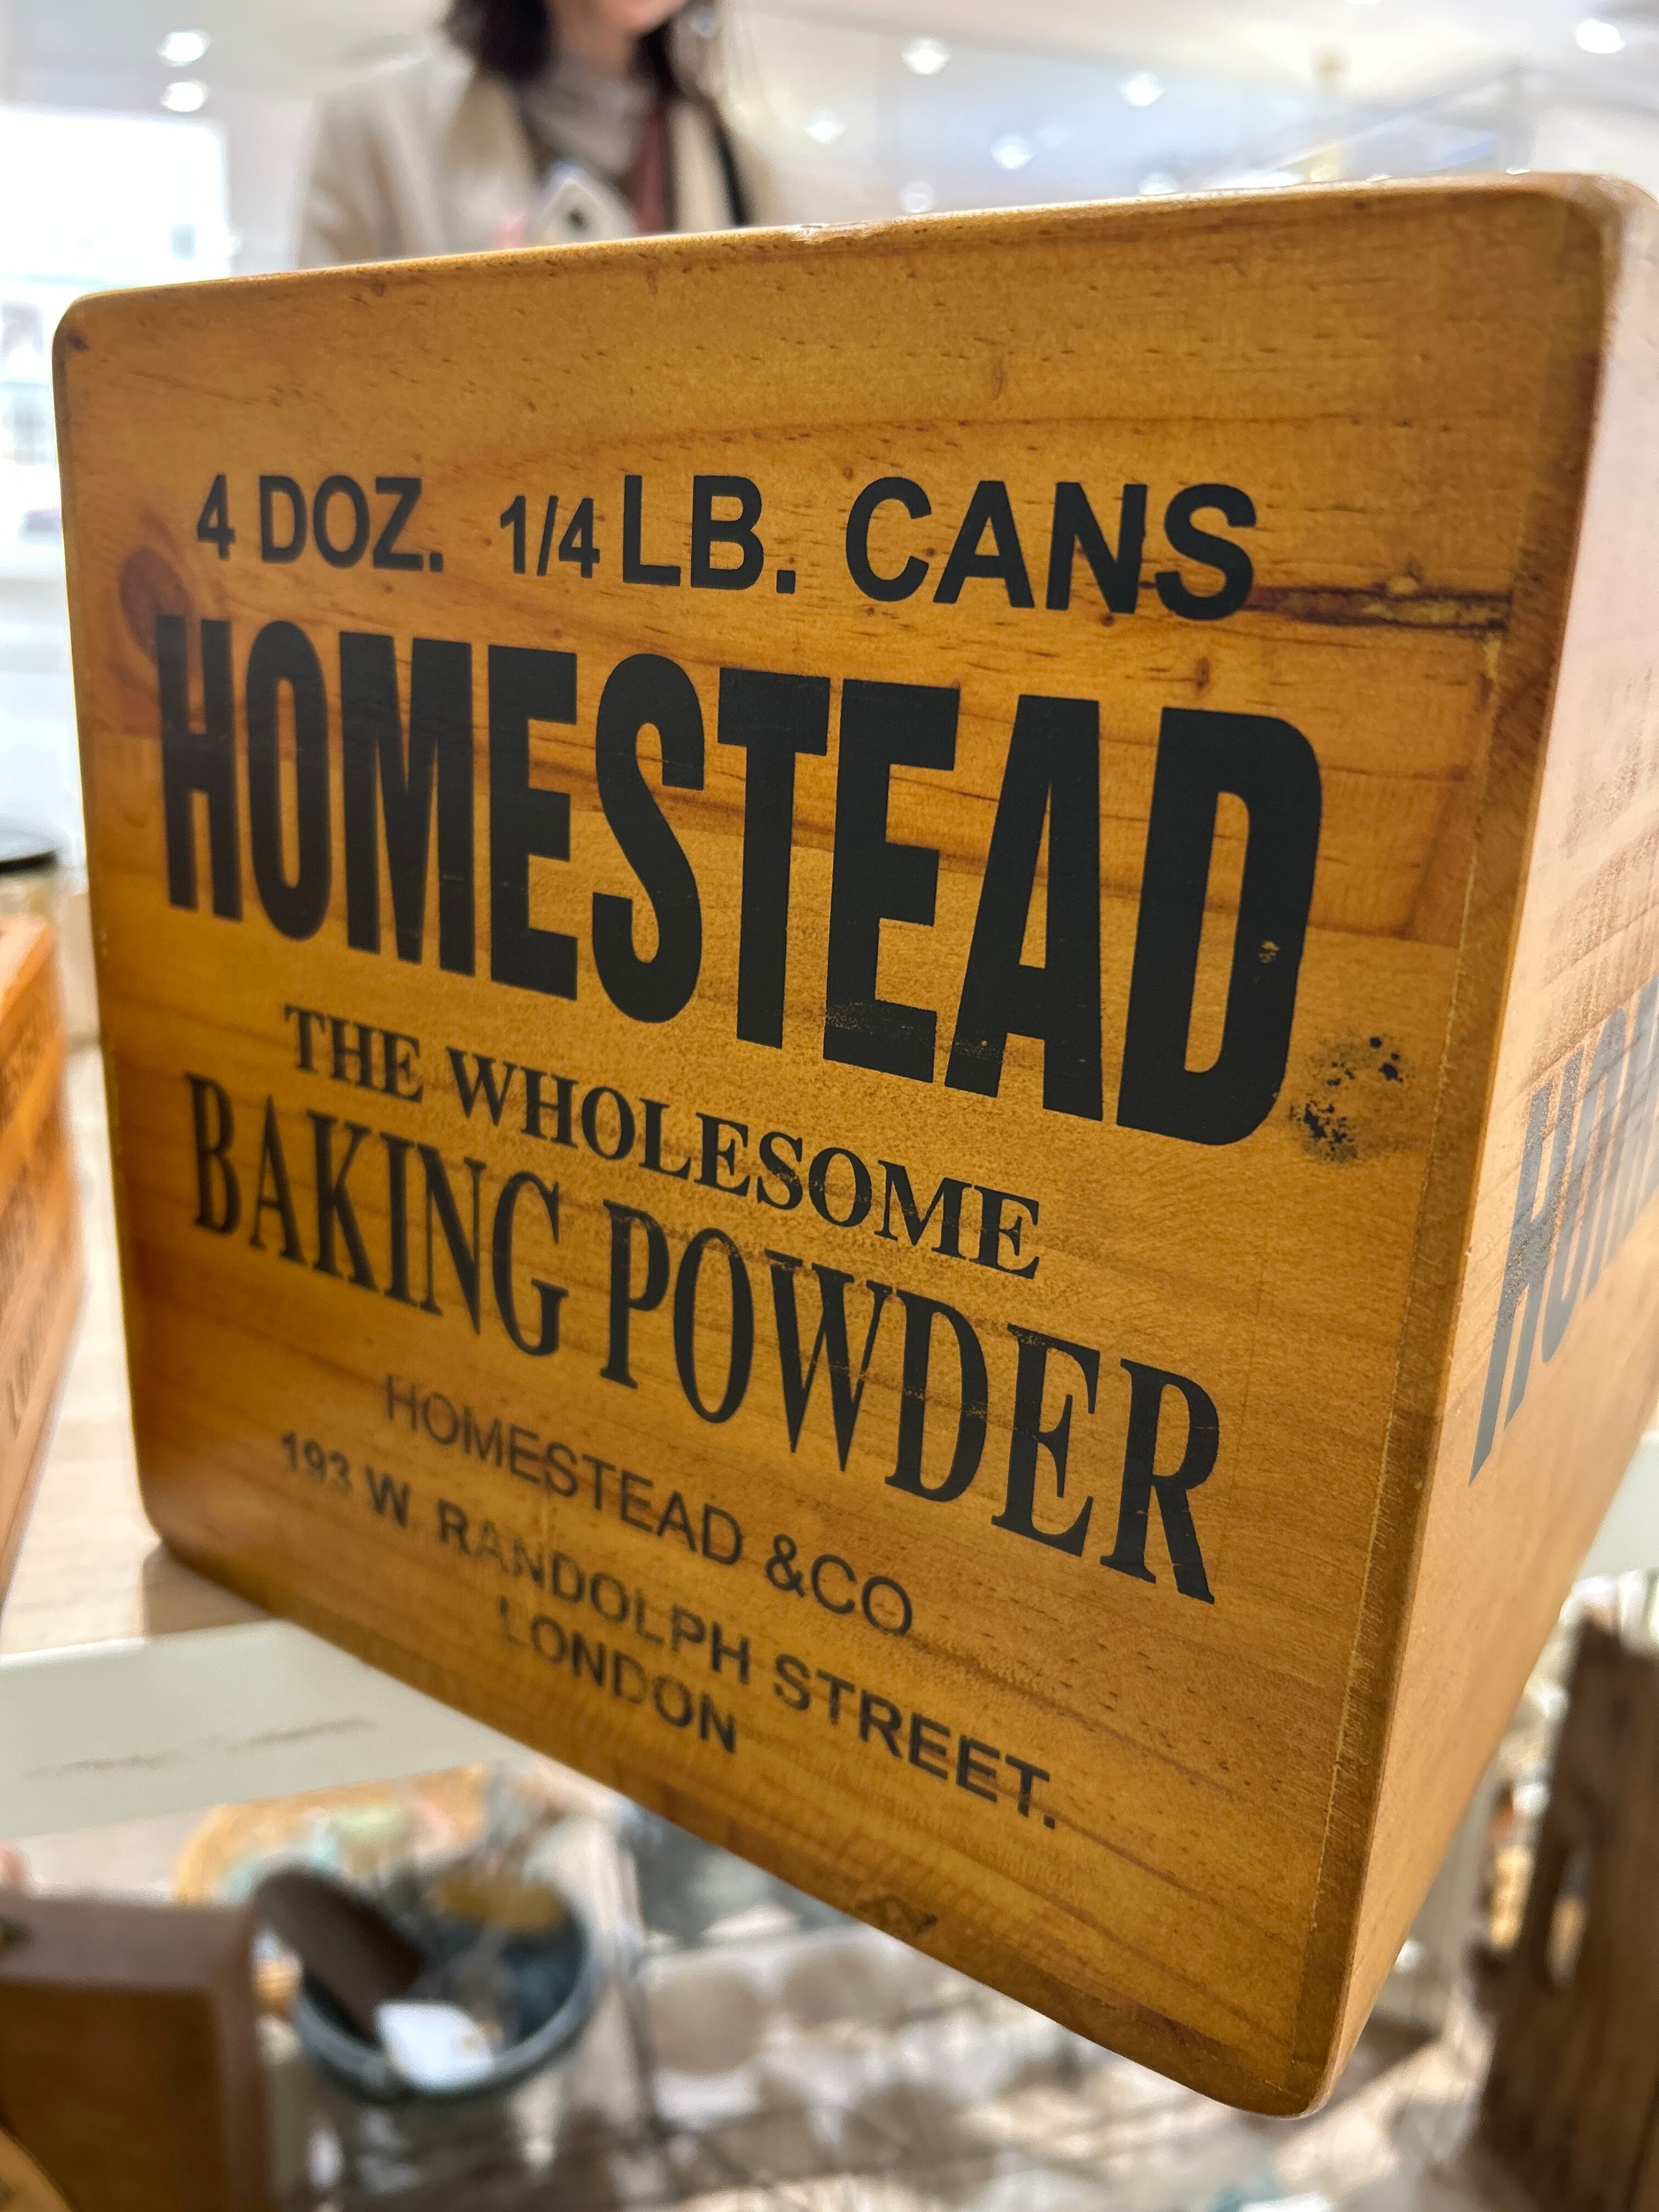 4 DOZ. 1/4 LB. CANS
HOMESTEAD
THE WHOLESOME
BAKING POWDER
HOMESTEAD &CO
193 W RANDOLPH STREET.
LONDON